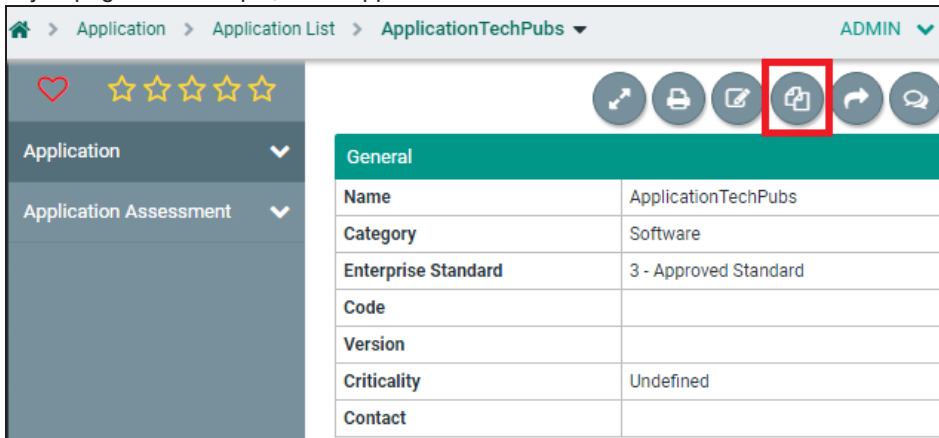 > Application > Application List > ApplicationTechPubs
ADMIN
Application
Application Assessment
General
Name ApplicationTechPubs
Category Software
Enterprise Standard 3 - Approved Standard
Code
Version
Criticality Undefined
Contact